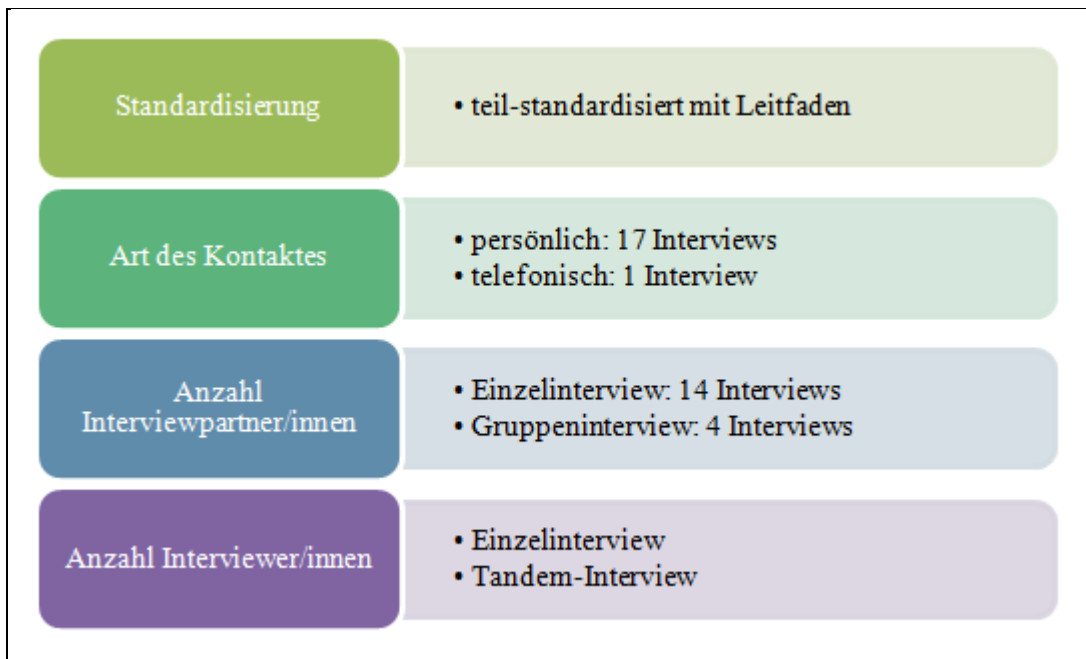 Standardisierung
• teil-standardisiert mit Leitfaden
Art des Kontaktes
• persönlich: 17 Interviews
• telefonisch: 1 Interview
Anzahl
Interviewpartner/innen
• Einzelinterview: 14 Interviews
• Gruppeninterview: 4 Interviews
Anzahl Interviewer/innen
• Einzelinterview
• Tandem-Interview